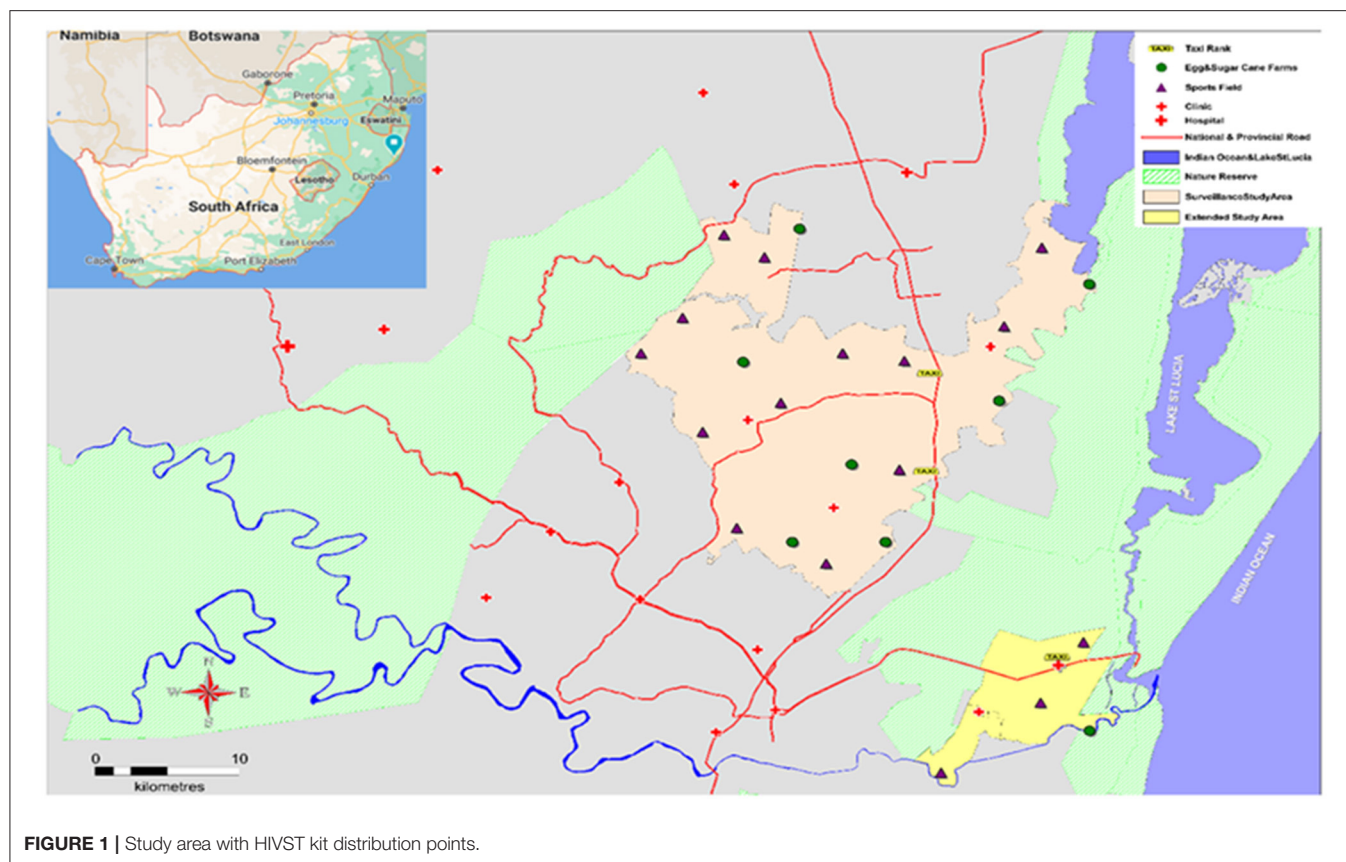 Namibia
Botswana
Gaborone
Pretoria
Maputo
Johannesburg
Eswatini
Bloemfontein
Lesotho
Durban
South Africa
East London
Cape Town
Port Elizabeth
TAXI Taxi Rank
Egg&Sugar Cane Farms
Sports Field
Clinic
Hospital
National & Provincial Road
Indian Ocean&LakeStLucia
Nature Reserve
SurveillanceStudyArea
Extended Study Area
TAXI
TAXI
TAXI
LAKE ST LUCIA
INDIAN OCEAN
N
W E
S
0 10
kilometres
FIGURE 1 | Study area with HIVST kit distribution points.